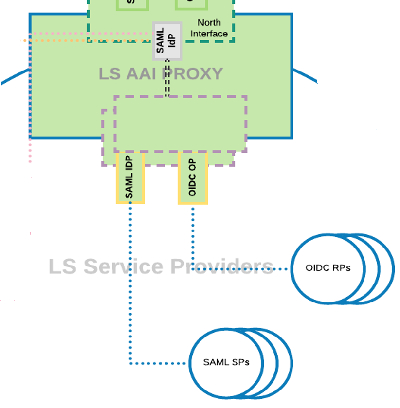 North
Interface
SAML
IdP
LS AAI PROXY
SAML IDP
OIDC OP
LS Service Providers
OIDC RPs
SAML SPs